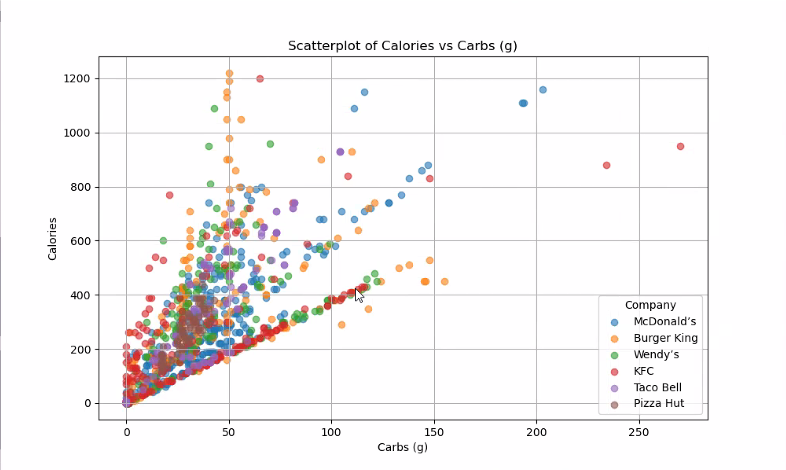 Scatterplot of Calories vs Carbs (g)
1200
1000
800
600
400
200
0
Calories
0 50 100 150 200 250
Carbs (g)
Company
McDonald's
Burger King
Wendy's
KFC
Taco Bell
Pizza Hut